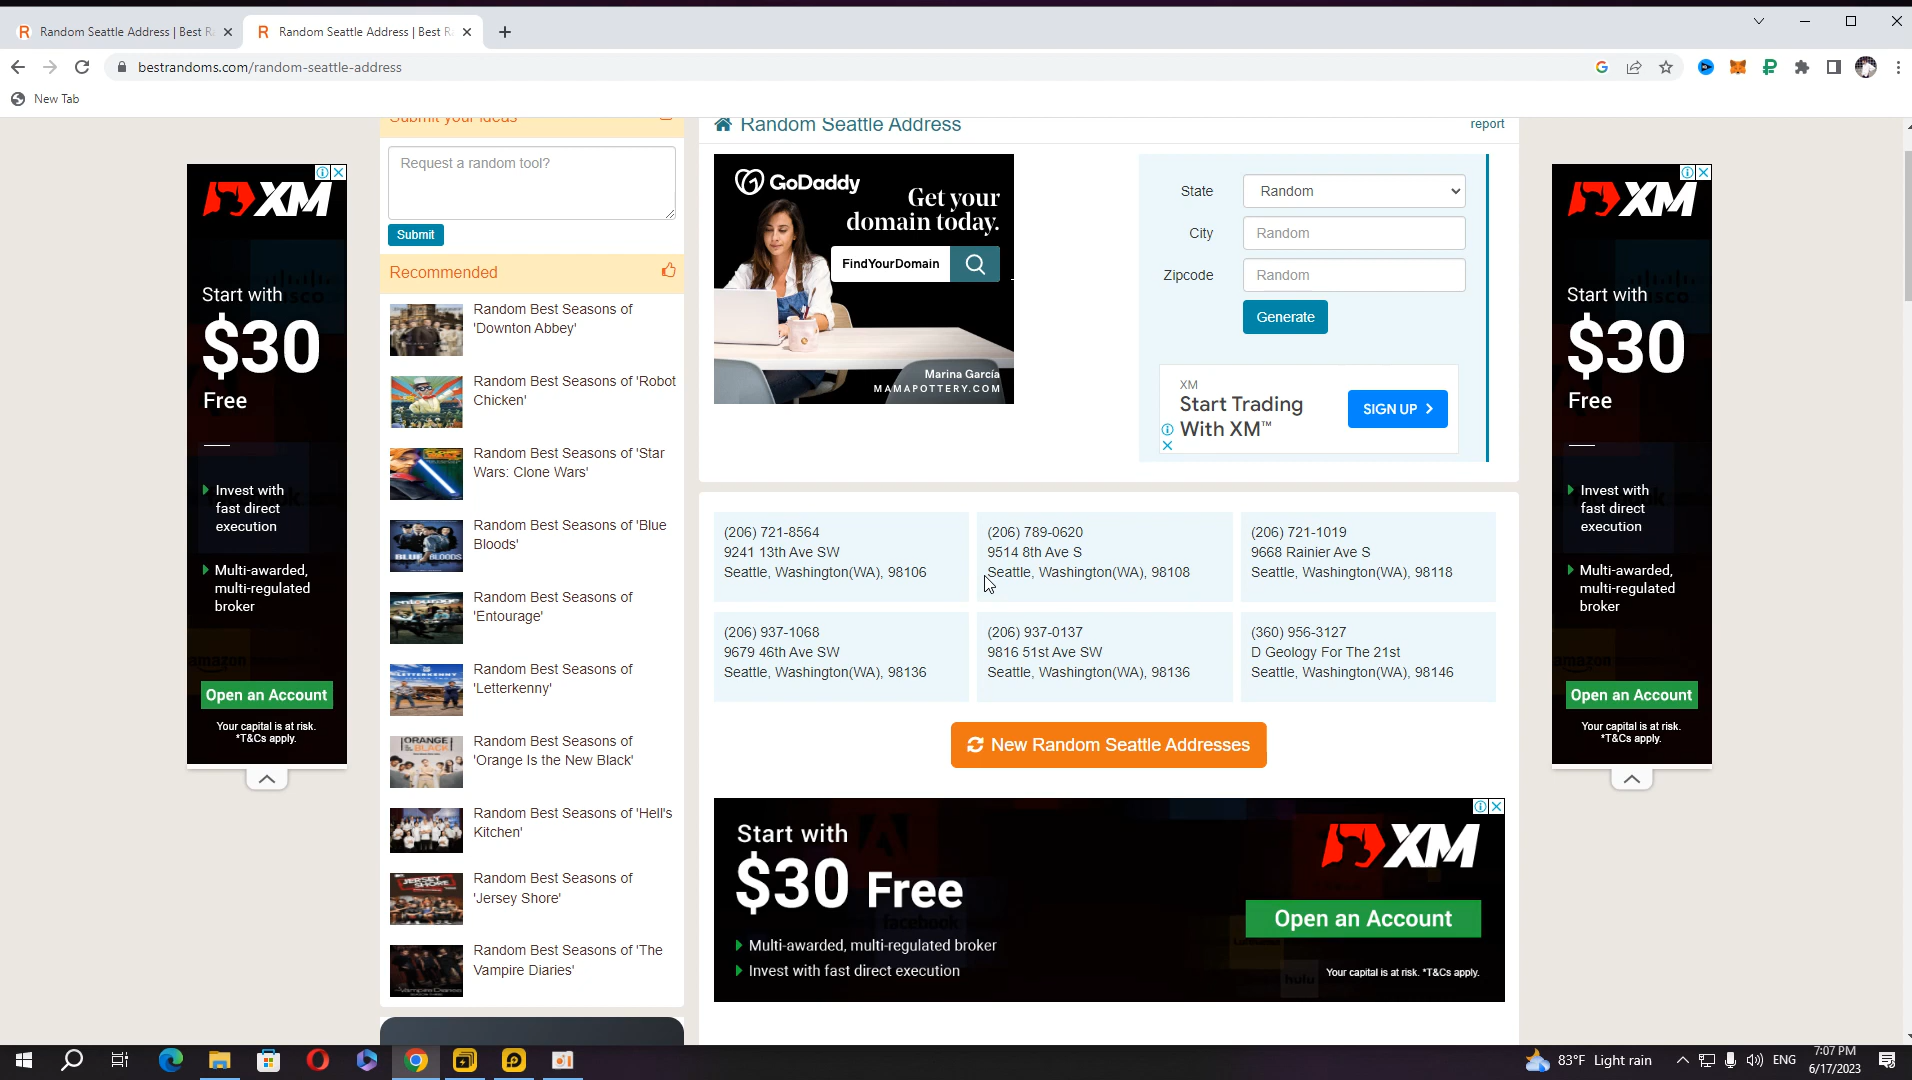 Random Seattle Address | Best R
Random Seattle Address | Best R
bestrandoms.com/random-seattle-address
New Tab
Submit your ideas
Request a random tool?
Submit
Recommended
Random Best Seasons of
'Downton Abbey'
Random Best Seasons of 'Robot
Chicken'
Random Best Seasons of 'Star
Wars: Clone Wars'
Random Best Seasons of 'Blue
Bloods'
Random Best Seasons of
'Entourage'
Random Best Seasons of
'Letterkenny'
Random Best Seasons of
'Orange Is the New Black'
Random Best Seasons of 'Hell's
Kitchen'
Random Best Seasons of
'Jersey Shore'
Random Best Seasons of 'The
Vampire Diaries'
XM
Start with
$30
Free
Invest with
fast direct
execution
Multi-awarded,
multi-regulated
broker
Open an Account
Your capital is at risk.
*T&Cs apply.
Random Seattle Address
report
GoDaddy
Get your
domain today.
FindYourDomain
Marina García
MAMAPOTTERY.COM
State Random
City Random
Zipcode Random
Generate
XM
Start Trading
With XM™
SIGN UP
(206) 721-8564
9241 13th Ave SW
Seattle, Washington(WA), 98106
(206) 789-0620
9514 8th Ave S
Seattle, Washington(WA), 98108
(206) 721-1019
9668 Rainier Ave S
Seattle, Washington(WA), 98118
(206) 937-1068
9679 46th Ave SW
Seattle, Washington(WA), 98136
(206) 937-0137
9816 51st Ave SW
Seattle, Washington(WA), 98136
(360) 956-3127
D Geology For The 21st
Seattle, Washington(WA), 98146
New Random Seattle Addresses
Start with
$30 Free
Multi-awarded, multi-regulated broker
Invest with fast direct execution
XM
Open an Account
Your capital is at risk. *T&Cs apply.
XM
Start with
$30
Free
Invest with
fast direct
execution
Multi-awarded,
multi-regulated
broker
Open an Account
Your capital is at risk.
*T&Cs apply.
83°F Light rain
ENG
7:07 PM
6/17/2023